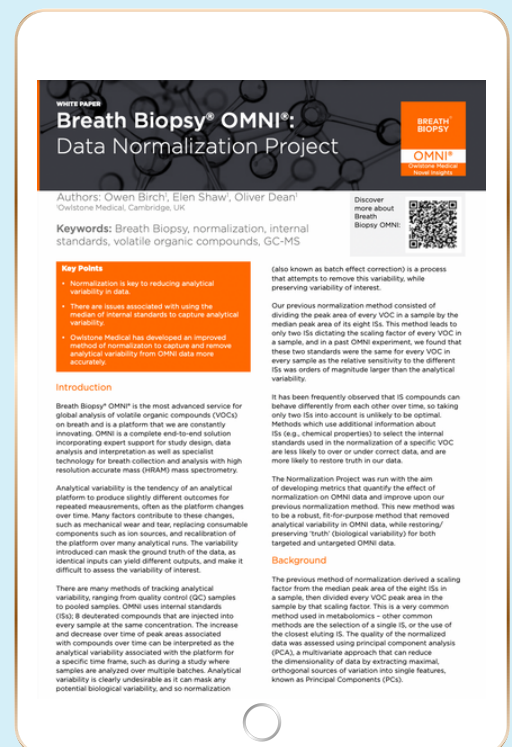 WHITE PAPER
Breath Biopsy® OMNI®:
Data Normalization Project
BREATH™
BIOPSY
OMNI®
Owlstone Medical
Novel Insights
Authors: Owen Birch¹, Elen Shaw¹, Oliver Dean¹
¹Owlstone Medical, Cambridge, UK
Keywords: Breath Biopsy, normalization, internal
standards, volatile organic compounds, GC-MS
Discover
more about
Breath
Biopsy OMNI:
Key Points
• Normalization is key to reducing analytical
variability in data.
• There are issues associated with using the
median of internal standards to capture analytical
variability.
• Owlstone Medical has developed an improved
method of normalizaton to capture and remove
analytical variability from OMNI data more
accurately.
Introduction
Breath Biopsy® OMNI® is the most advanced service for
global analysis of volatile organic compounds (VOCs)
on breath and is a platform that we are constantly
innovating. OMNI is a complete end-to-end solution
incorporating expert support for study design, data
analysis and interpretation as well as specialist
technology for breath collection and analysis with high
resolution accurate mass (HRAM) mass spectrometry.
Analytical variability is the tendency of an analytical
platform to produce slightly different outcomes for
repeated meausrements, often as the platform changes
over time. Many factors contribute to these changes,
such as mechanical wear and tear, replacing consumable
components such as ion sources, and recalibration of
the platform over many analytical runs. The variability
introduced can mask the ground truth of the data, as
identical inputs can yield different outputs, and make it
difficult to assess the variability of interest.
There are many methods of tracking analytical
variability, ranging from quality control (QC) samples
to pooled samples. OMNI uses internal standards
(ISs); 8 deuterated compounds that are injected into
every sample at the same concentration. The increase
and decrease over time of peak areas associated
with compounds over time can be interpreted as the
analytical variability associated with the platform for
a specific time frame, such as during a study where
samples are analyzed over multiple batches. Analytical
variability is clearly undesirable as it can mask any
potential biological variability, and so normalization
(also known as batch effect correction) is a process
that attempts to remove this variability, while
preserving variability of interest.
Our previous normalization method consisted of
dividing the peak area of every VOC in a sample by the
median peak area of its eight ISs. This method leads to
only two ISs dictating the scaling factor of every VOC in
a sample, and in a past OMNI experiment, we found that
these two standards were the same for every VOC in
every sample as the relative sensitivity to the different
ISs was orders of magnitude larger than the analytical
variability.
It has been frequently observed that IS compounds can
behave differently from each other over time, so taking
only two ISs into account is unlikely to be optimal.
Methods which use additional information about
ISs (e.g., chemical properties) to select the internal
standards used in the normalization of a specific VOC
are less likely to over or under correct data, and are
more likely to restore truth in our data.
The Normalization Project was run with the aim
of developing metrics that quantify the effect of
normalization on OMNI data and improve upon our
previous normalization method. This new method was
to be a robust, fit-for-purpose method that removed
analytical variability in OMNI data, while restoring/
preserving ‘truth’ (biological variability) for both
targeted and untargeted OMNI data.
Background
The previous method of normalization derived a scaling
factor from the median peak area of the eight ISs in
a sample, then divided every VOC peak area in the
sample by that scaling factor. This is a very common
method used in metabolomics – other common
methods are the selection of a single IS, or the use of
the closest eluting IS. The quality of the normalized
data was assessed using principal component analysis
(PCA), a multivariate approach that can reduce
the dimensionality of data by extracting maximal,
orthogonal sources of variation into single features,
known as Principal Components (PCs).